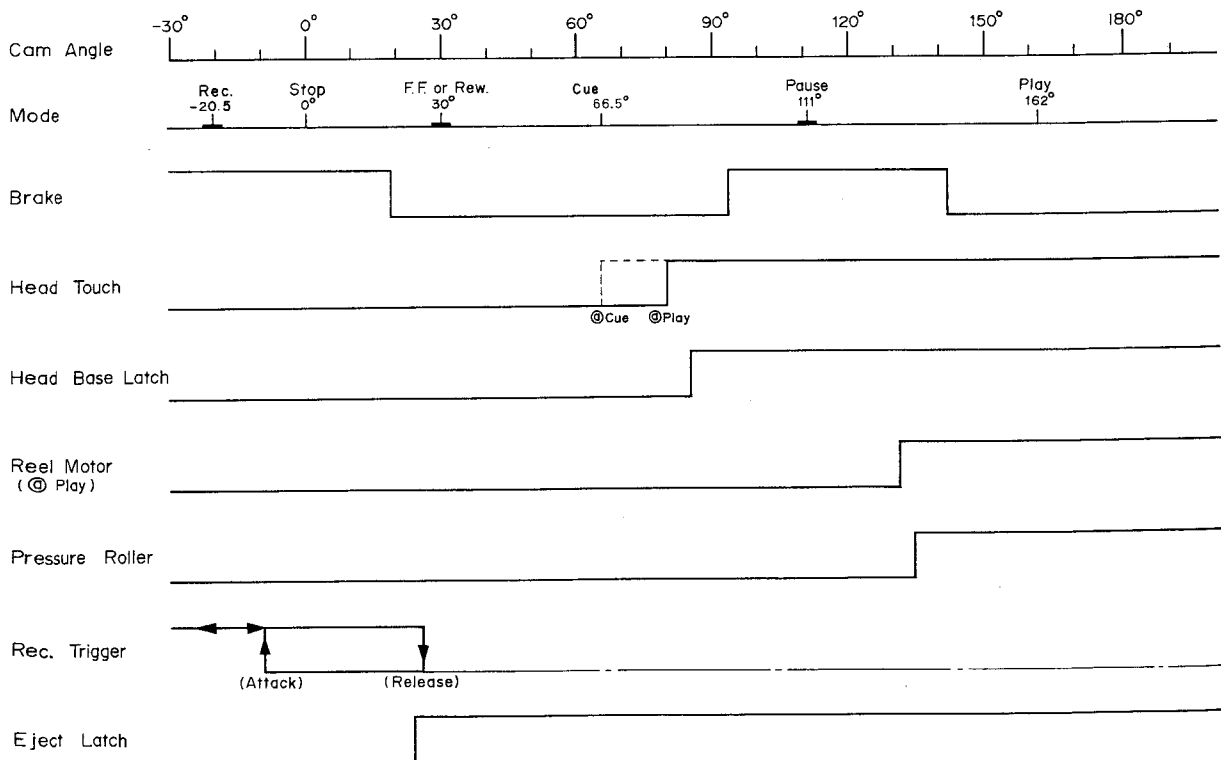 -30° 0° 30° 60° 90° 120° 150° 180°
Cam Angle
Rec. Stop F.F. or Rew. Cue Pause Play
-20.5 0° 30° 66.5° 111° 162°
Mode
Brake
Head Touch
@Cue @Play
Head Base Latch
Reel Motor
(@ Play)
Pressure Roller
Rec. Trigger
(Attack) (Release)
Eject Latch